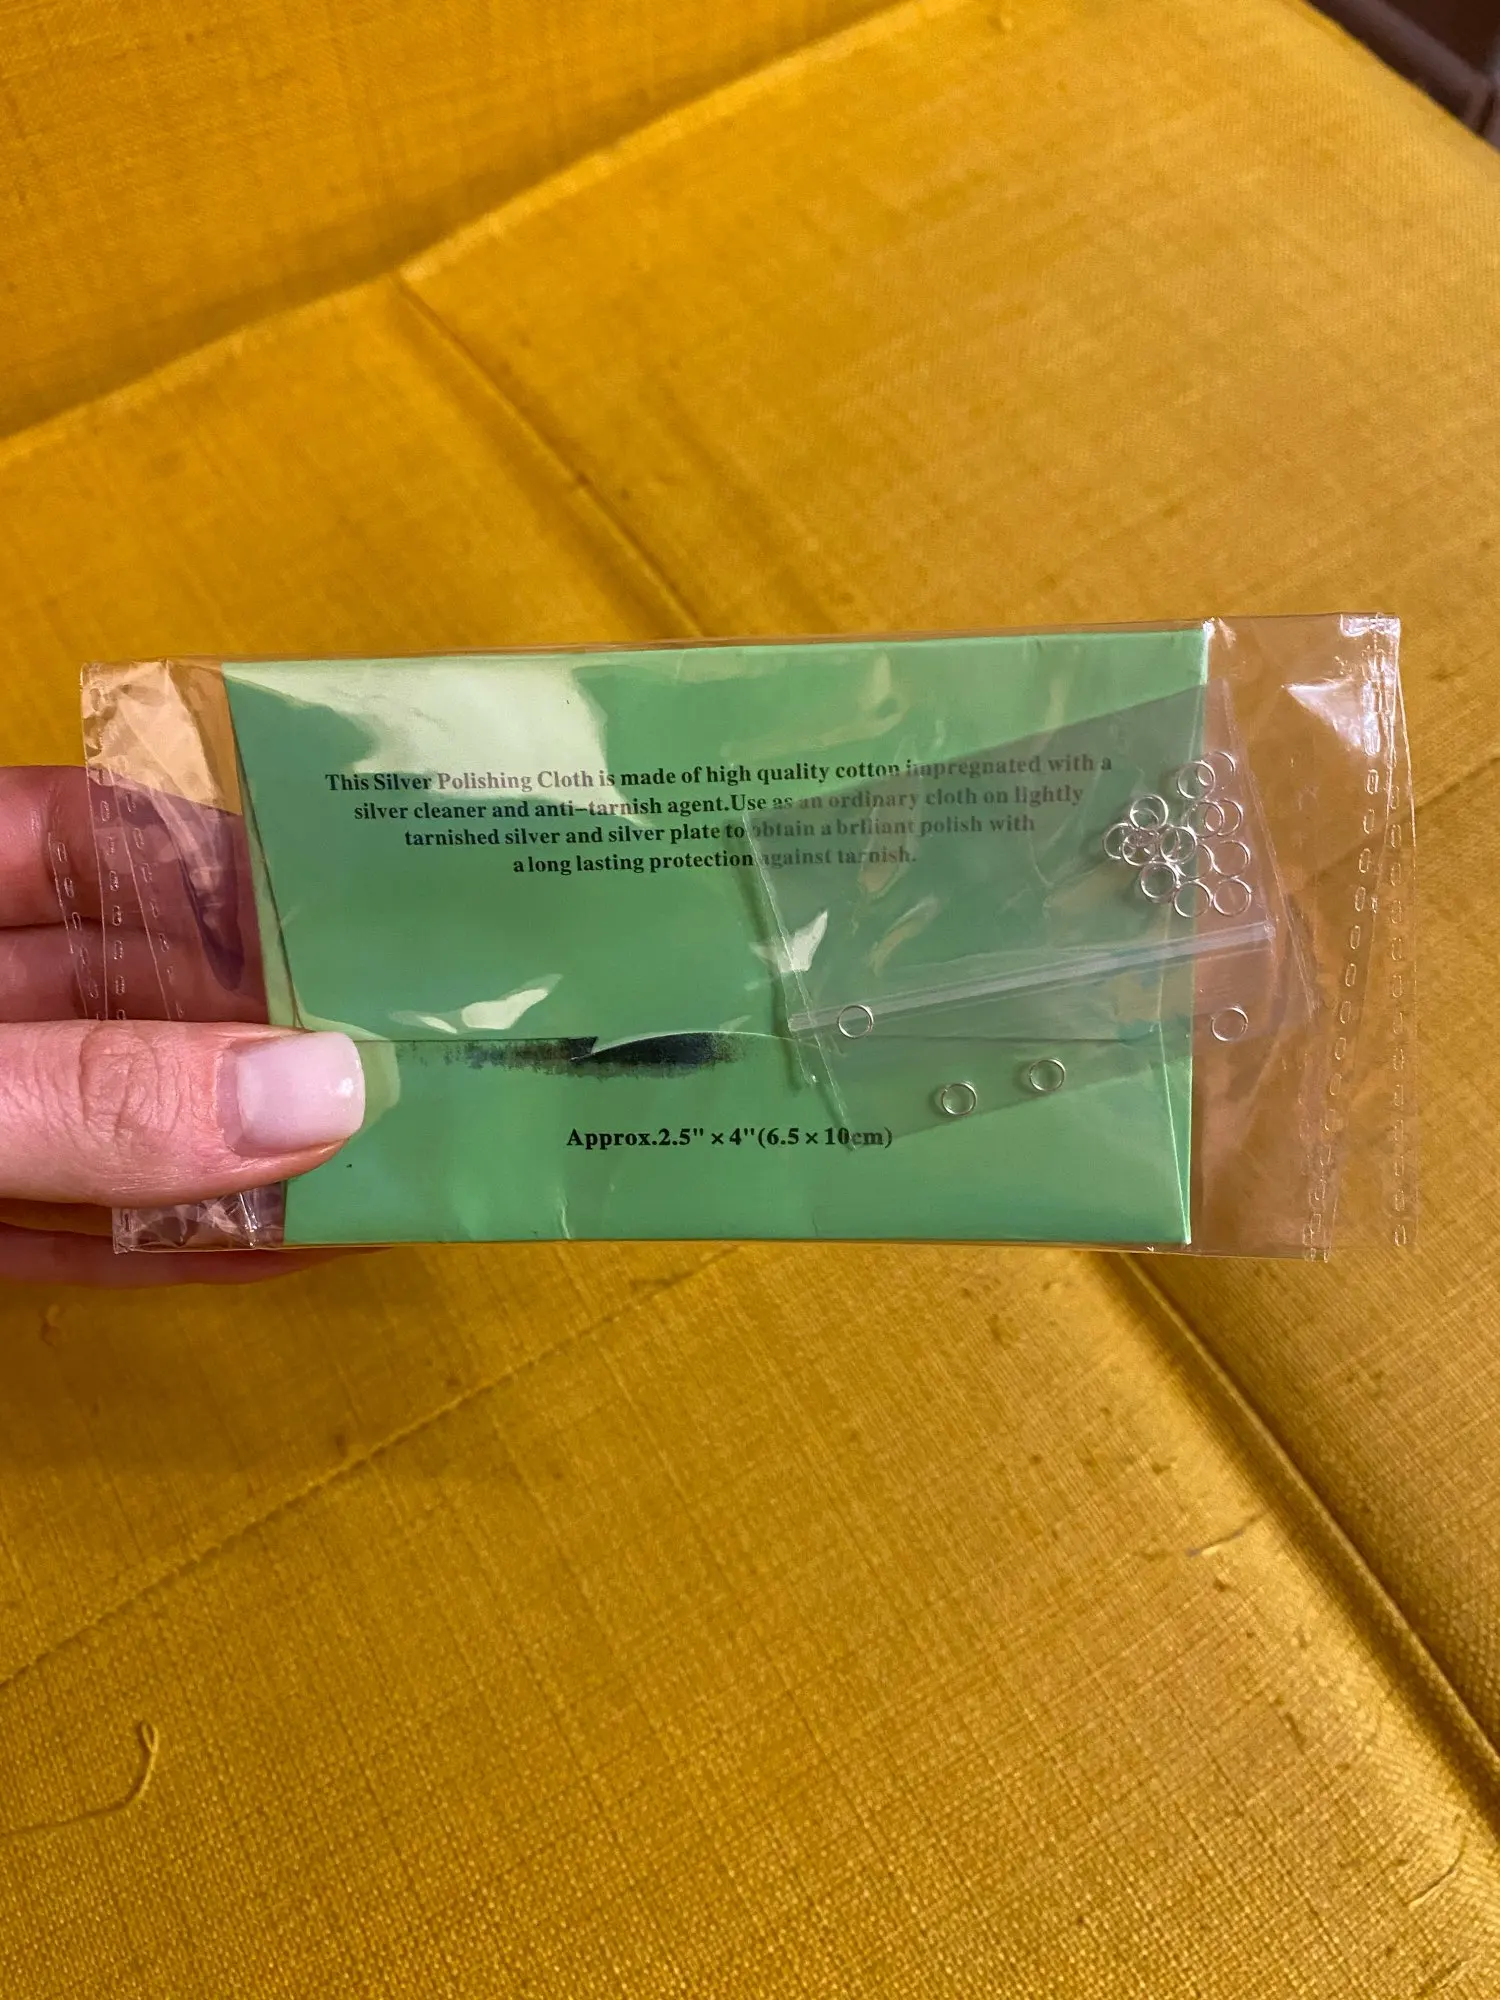 This Silver Polishing Cloth is made of high quality cotton impregnated with a
silver cleaner and anti-tarnish agent.Use as an ordinary cloth on lightly
tarnished silver and silver plate to obtain a brlliant polish with
a long lasting protection against tarnish.
Approx.2.5" × 4"(6.5 × 10cm)